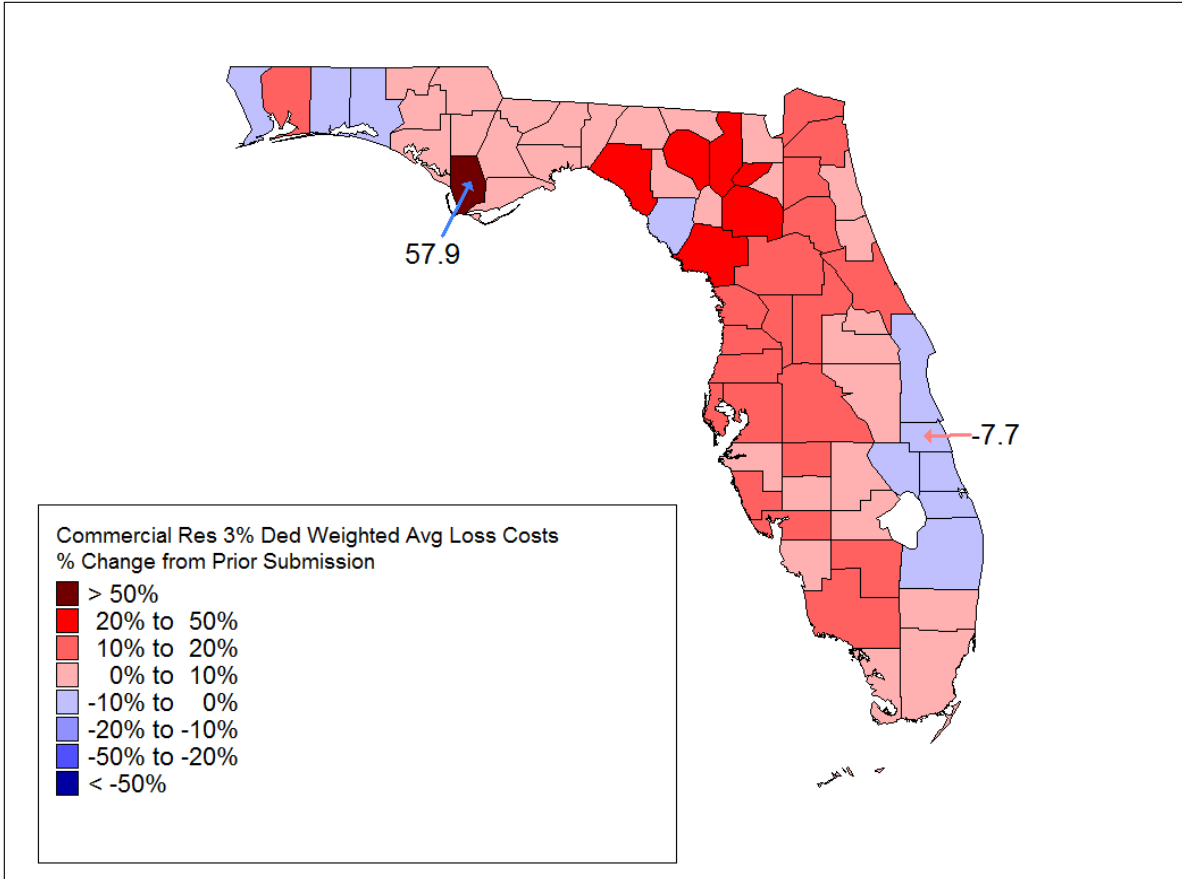 57.9
-7.7
Commercial Res 3% Ded Weighted Avg Loss Costs
% Change from Prior Submission
> 50%
20% to 50%
10% to 20%
0% to 10%
-10% to 0%
-20% to -10%
-50% to -20%
< -50%